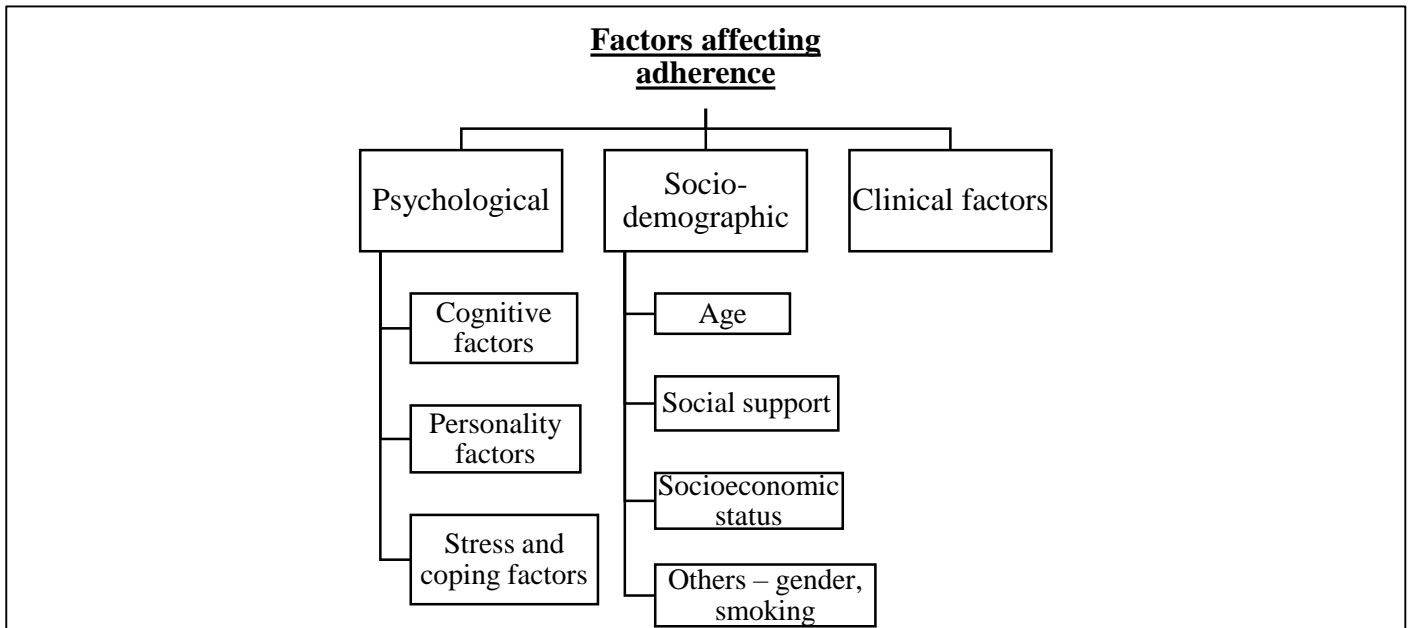 Factors affecting
adherence
Psychological
Socio-
demographic
Clinical factors
Cognitive
factors
Personality
factors
Stress and
coping factors
Age
Social support
Socioeconomic
status
Others – gender,
smoking